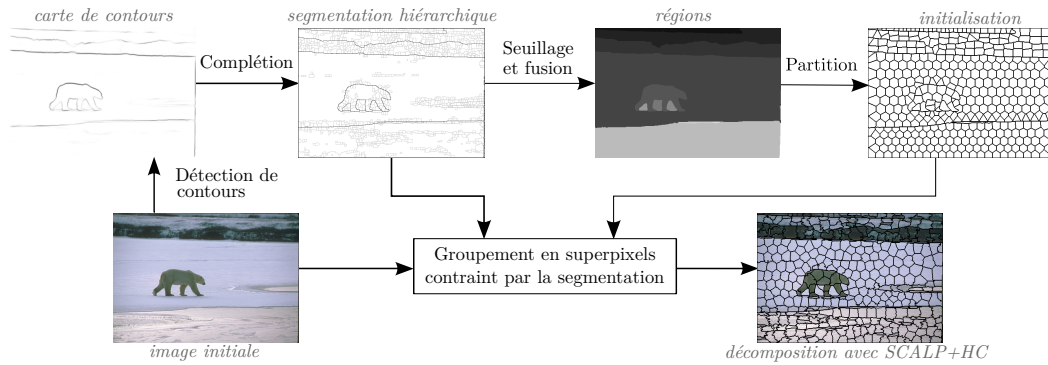 carte de contours
segmentation hiérarchique
régions
initialisation
Complétion
Seuillage
et fusion
Partition
Détection de
contours
Groupement en superpixels
contraint par la segmentation
image initiale
décomposition avec SCALP+HC